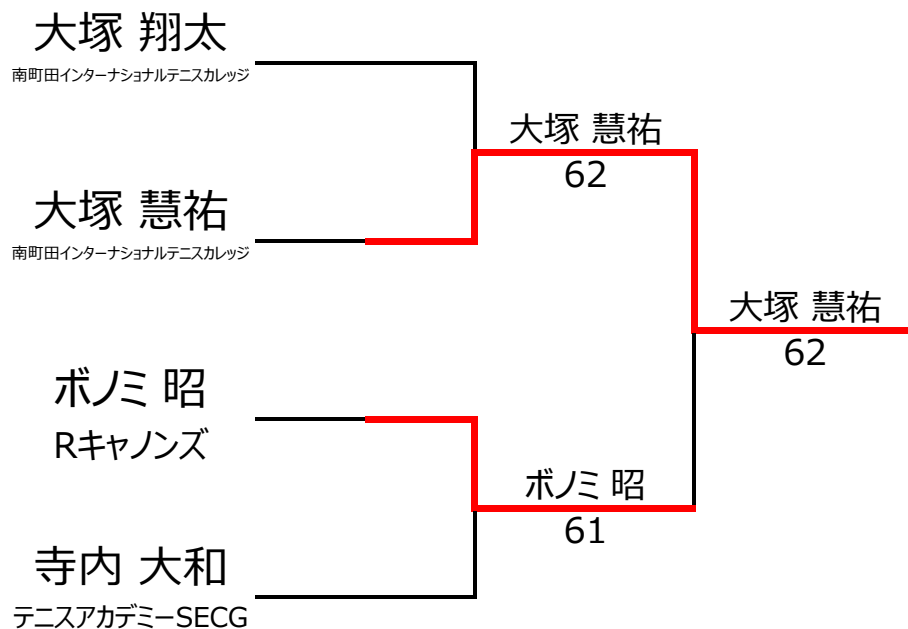 大塚 翔太
南町田インターナショナルテニスカレッジ
大塚 慧祐
62
大塚 慧祐
南町田インターナショナルテニスカレッジ
大塚 慧祐
62
ボノミ 昭
Rキャノンズ
ボノミ 昭
61
寺内 大和
テニスアカデミーSECG